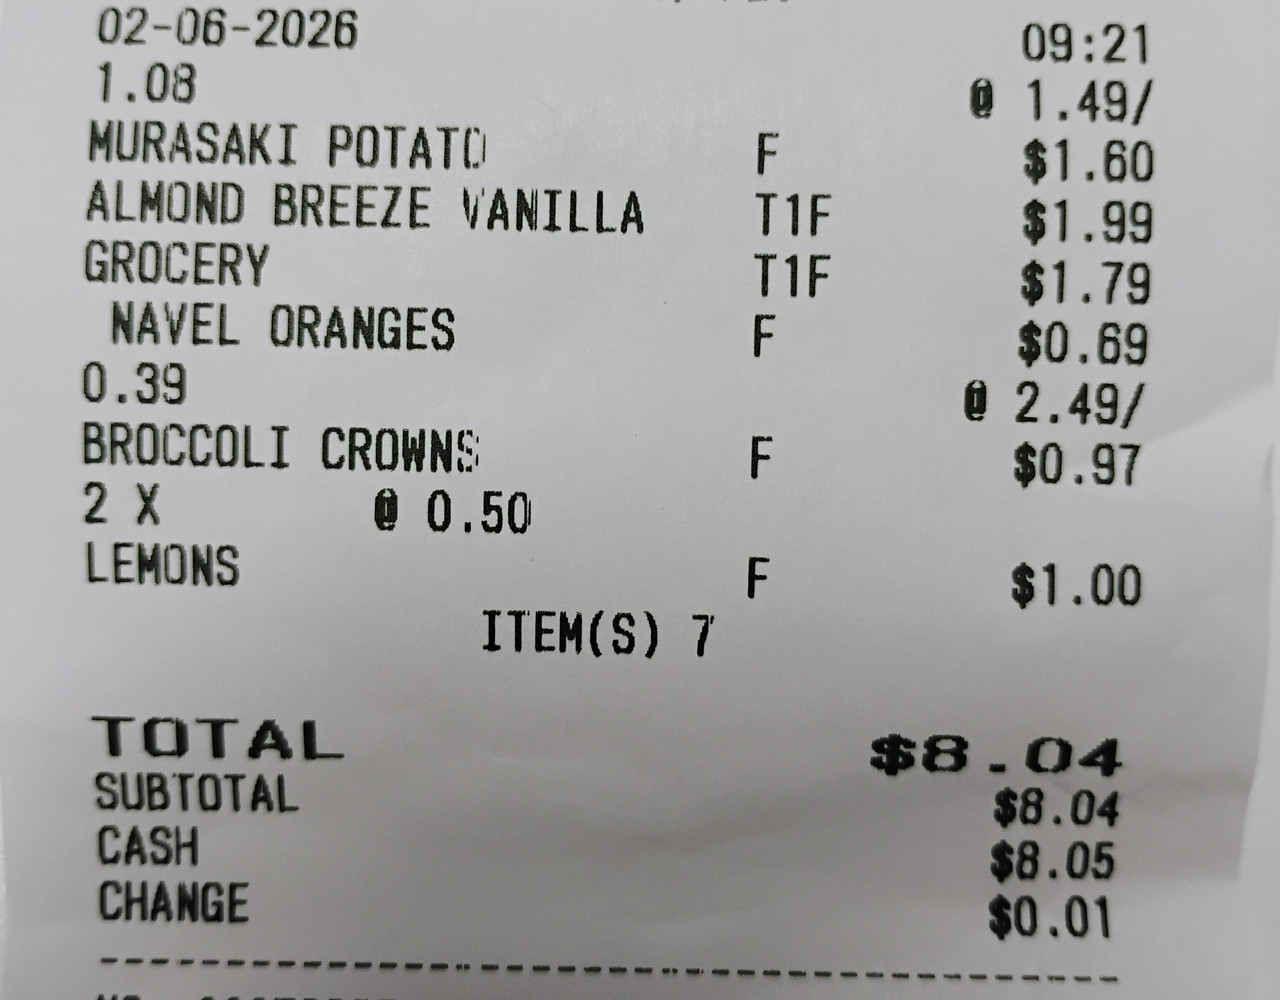 02-06-2026 09:21
1.08 @ 1.49/
MURASAKI POTATO F $1.60
ALMOND BREEZE VANILLA T1F $1.99
GROCERY T1F $1.79
NAVEL ORANGES F $0.69
0.39 @ 2.49/
BROCCOLI CROWNS F $0.97
2 X @ 0.50
LEMONS F $1.00
ITEM(S) 7
TOTAL $8.04
SUBTOTAL $8.04
CASH $8.05
CHANGE $0.01